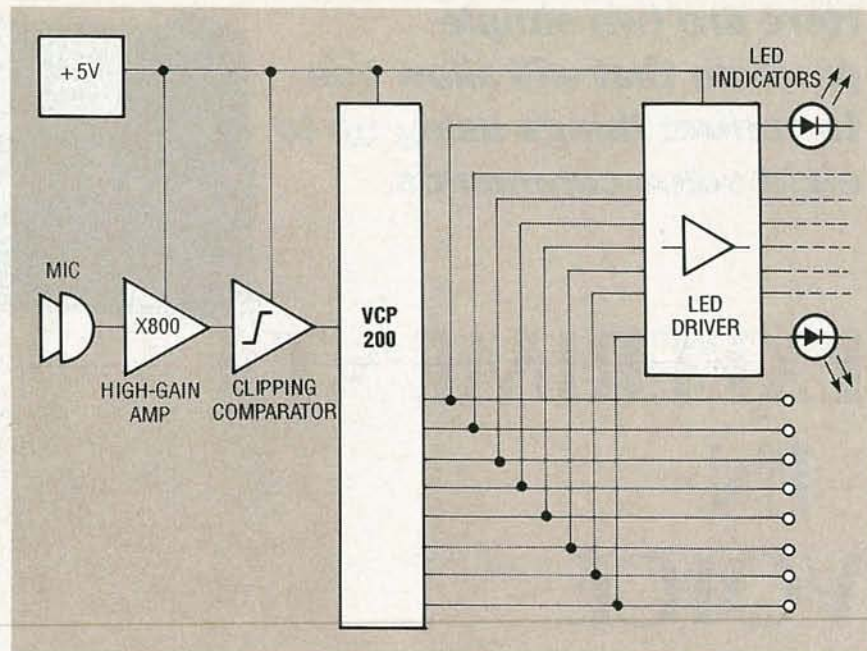 +5V
LED
INDICATORS
MIC
X800
HIGH-GAIN
AMP
CLIPPING
COMPARATOR
VCP
200
LED
DRIVER